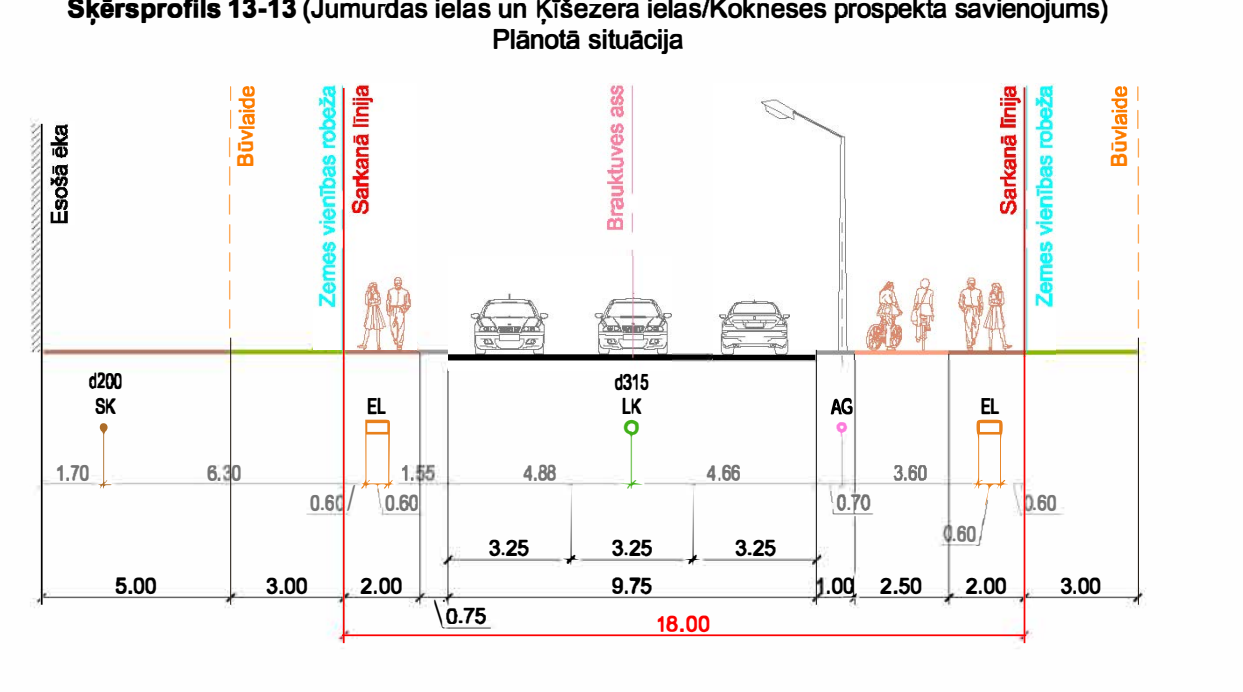 Šķērsprofils 13-13 (Jumurdas ielas un Ķīšezera ielas/Kokneses prospekta savienojums)
Plānotā situācija
Esošā ēka
Būvlaide
Zemes vienības robeža
Sarkanā līnija
Brauktuves ass
Sarkanā līnija
Zemes vienības robeža
Būvlaide
d200
SK
EL
d315
LK
AG
EL
1.70
6.30
1.55
4.88
4.66
3.60
0.60
0.60
0.70
0.60
0.60
3.25
3.25
3.25
5.00
3.00
2.00
9.75
1.00
2.50
2.00
3.00
0.75
18.00